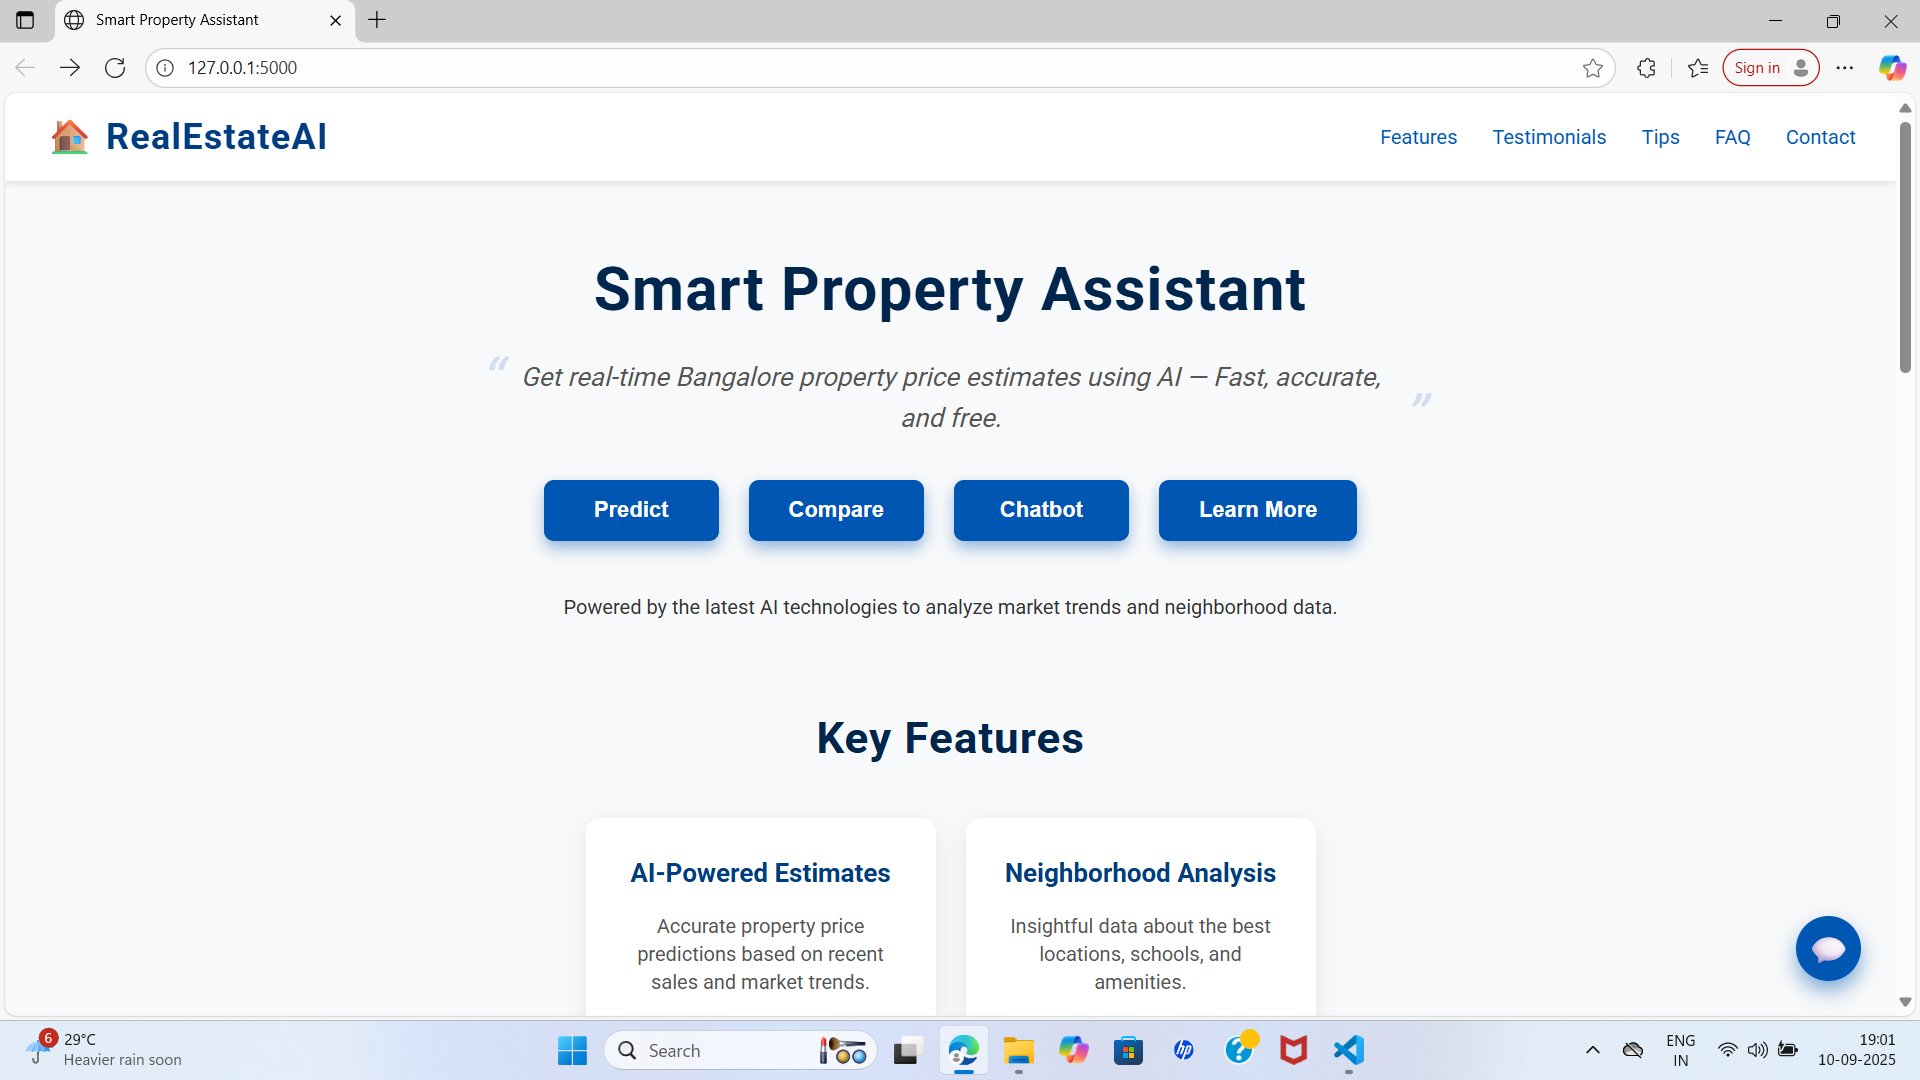 Smart Property Assistant
127.0.0.1:5000
Sign in
RealEstateAI
Features
Testimonials
Tips
FAQ
Contact
Smart Property Assistant
“ Get real-time Bangalore property price estimates using AI — Fast, accurate,
and free. ”
Predict
Compare
Chatbot
Learn More
Powered by the latest AI technologies to analyze market trends and neighborhood data.
Key Features
AI-Powered Estimates
Accurate property price
predictions based on recent
sales and market trends.
Neighborhood Analysis
Insightful data about the best
locations, schools, and
amenities.
6
29°C
Heavier rain soon
Search
hp
ENG
IN
19:01
10-09-2025